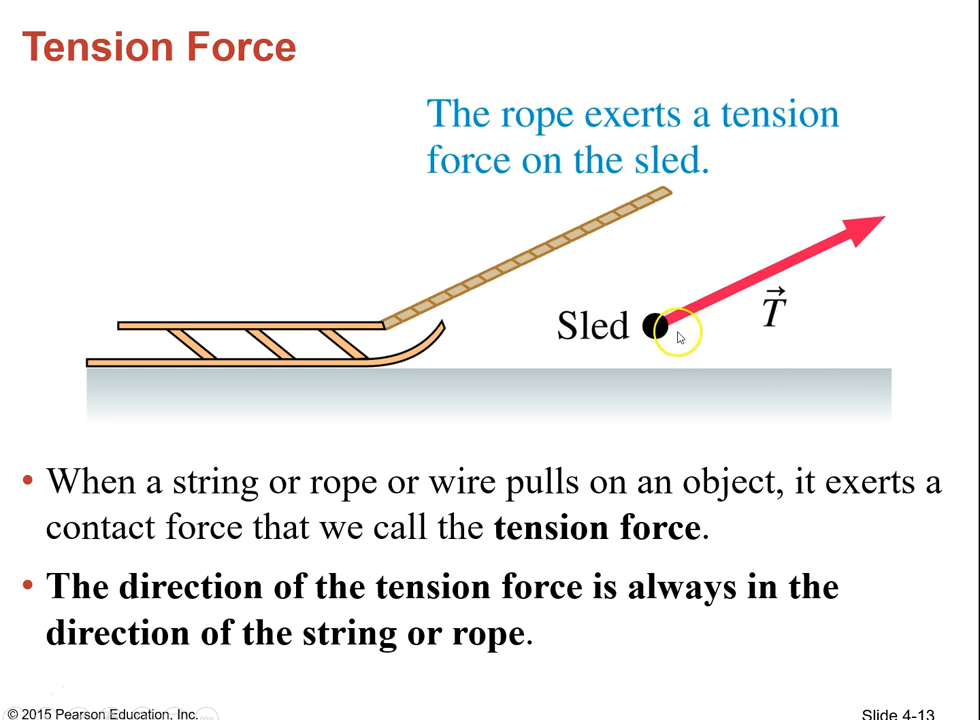 Tension Force
The rope exerts a tension
force on the sled.
Sled
T
• When a string or rope or wire pulls on an object, it exerts a
contact force that we call the tension force.
• The direction of the tension force is always in the
direction of the string or rope.
© 2015 Pearson Education, Inc.
Slide 4-13